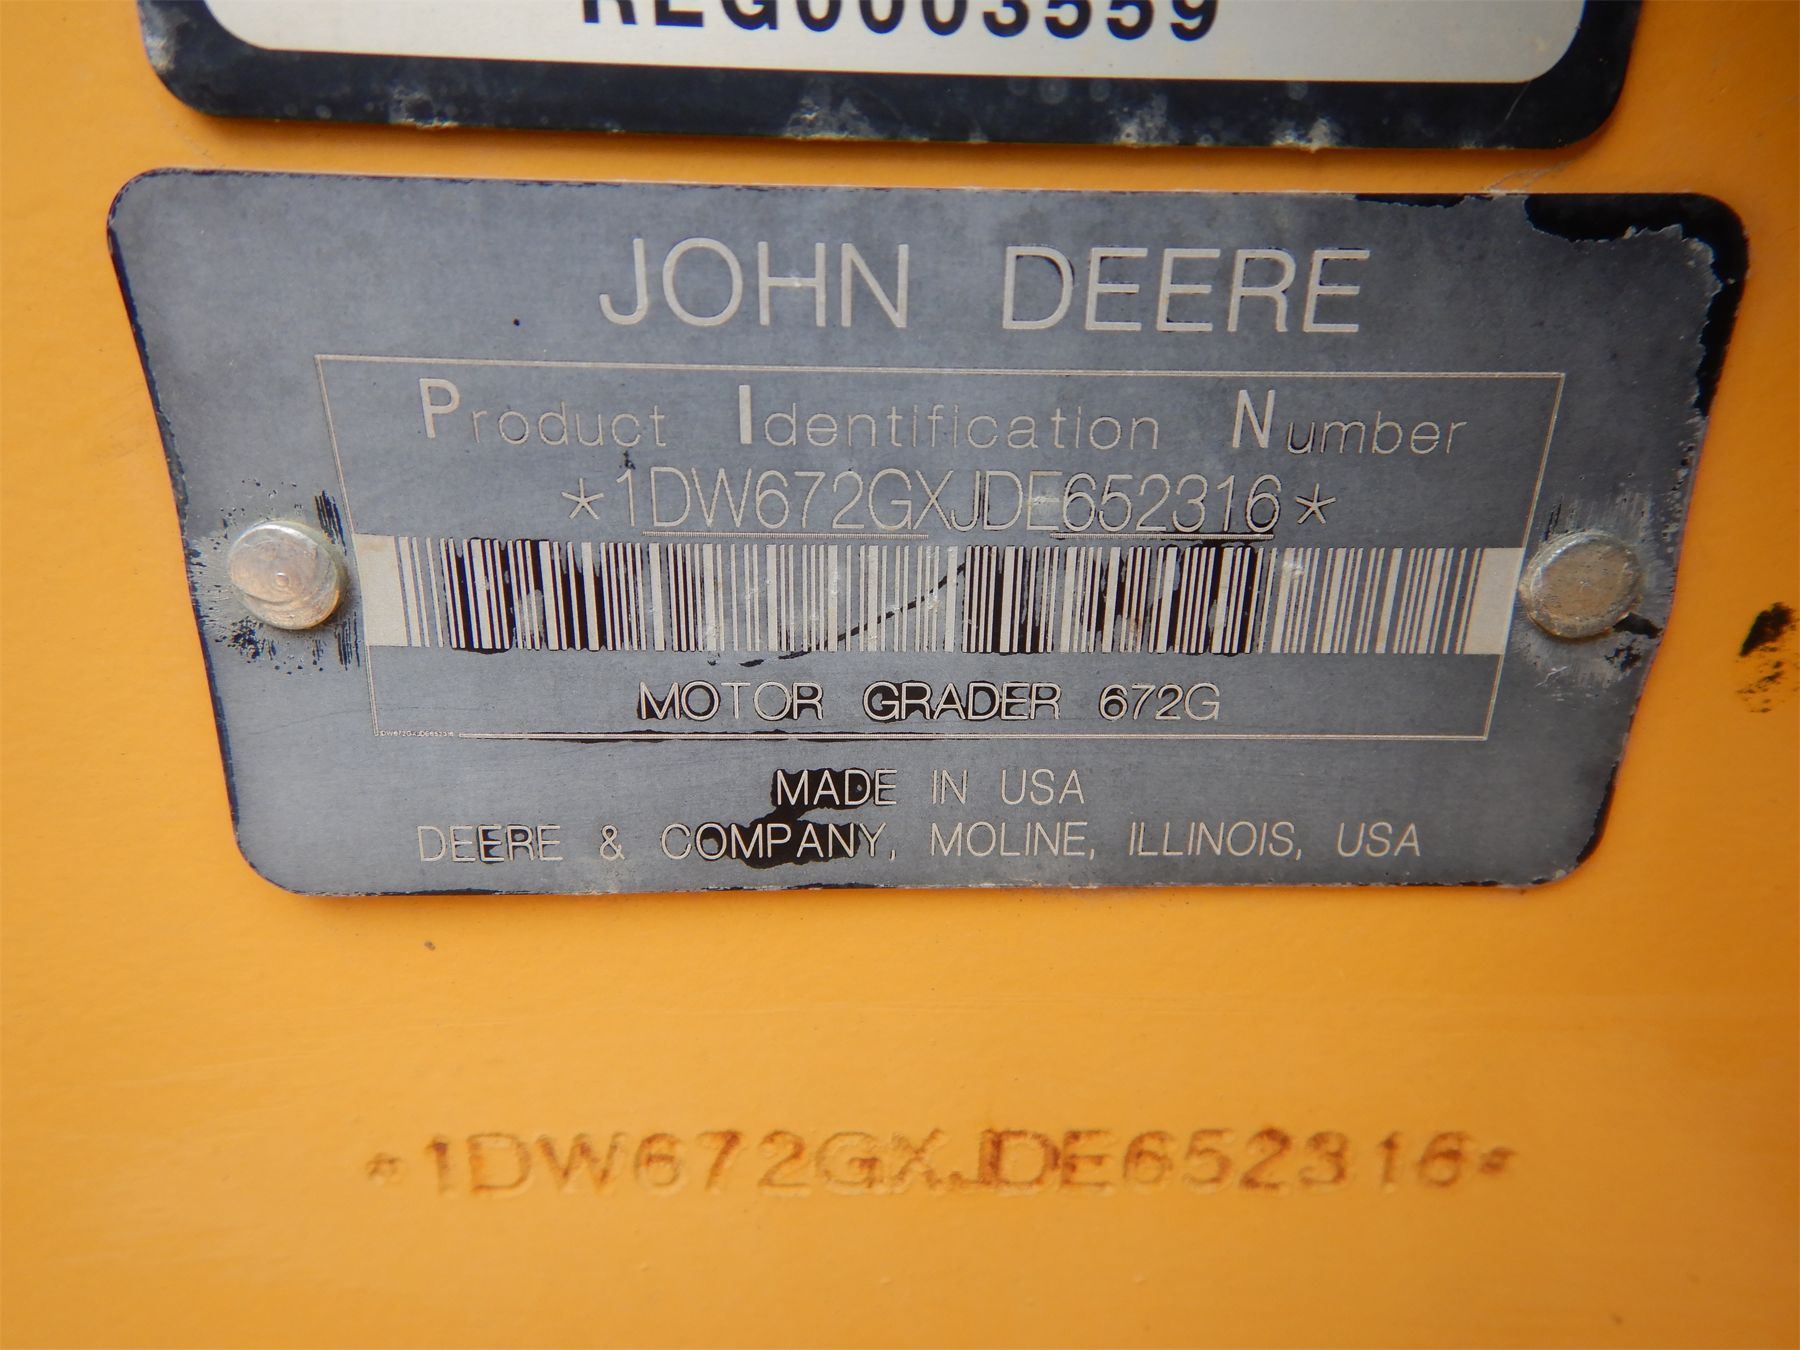 REG0003559
JOHN DEERE
Product Identification Number
*1DW672GXJDE652316*
MOTOR GRADER 672G
1DW672GXJDE652316
MADE IN USA
DEERE & COMPANY, MOLINE, ILLINOIS, USA
*1DW672GXJDE652316*